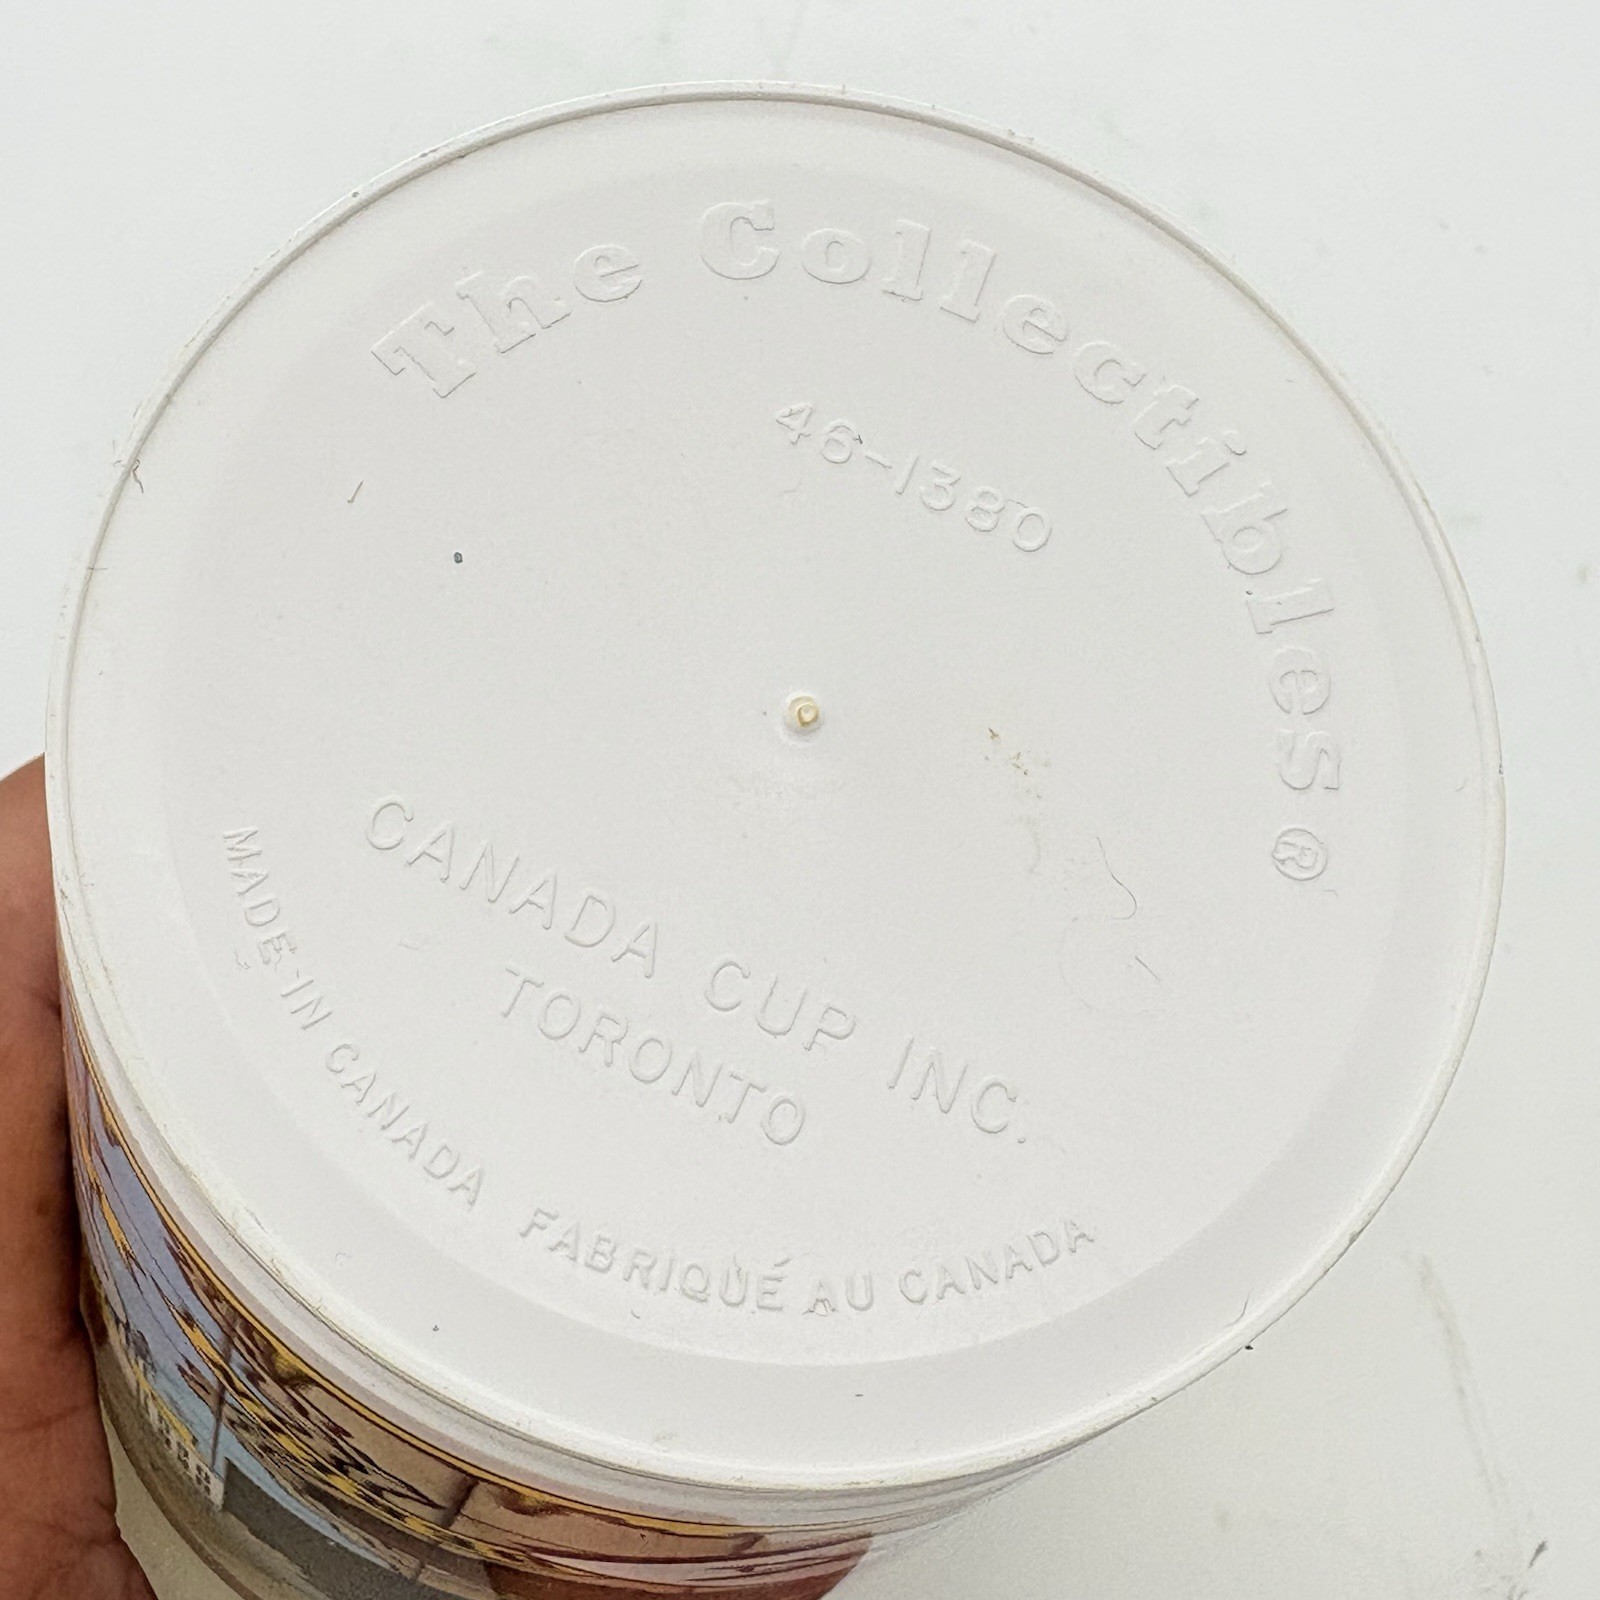 The Collectibles®
46-1380
CANADA CUP INC.
TORONTO
MADE IN CANADA FABRIQUÉ AU CANADA